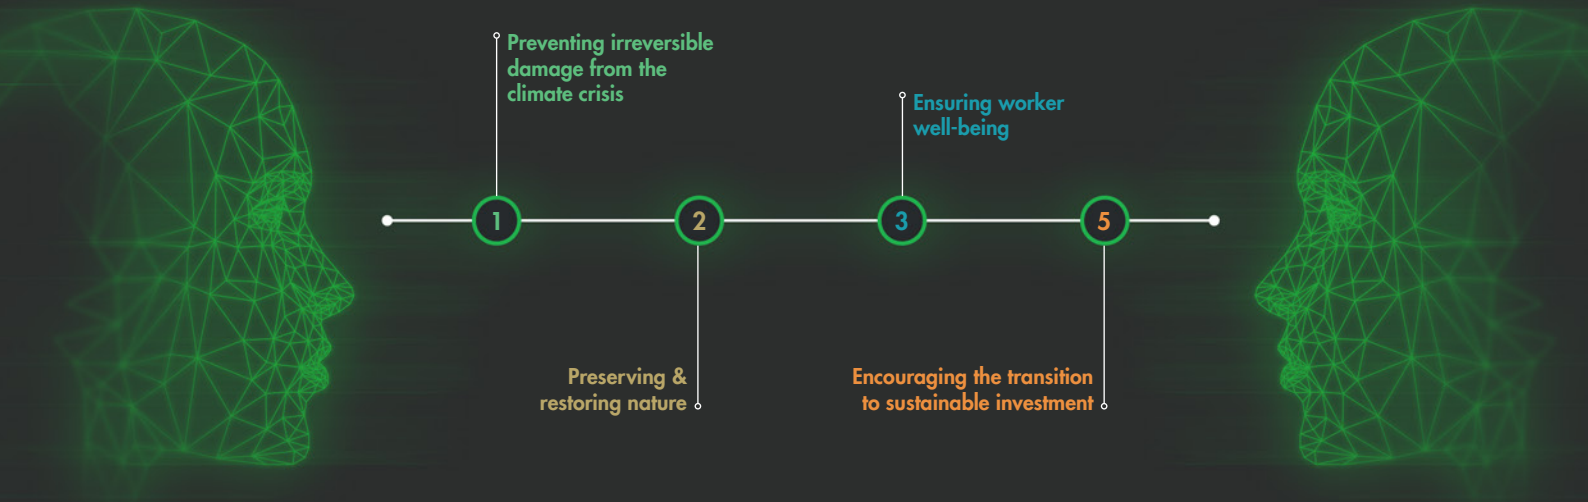 1
Preventing irreversible
damage from the
climate crisis
2
Preserving &
restoring nature
3
Ensuring worker
well-being
5
Encouraging the transition
to sustainable investment